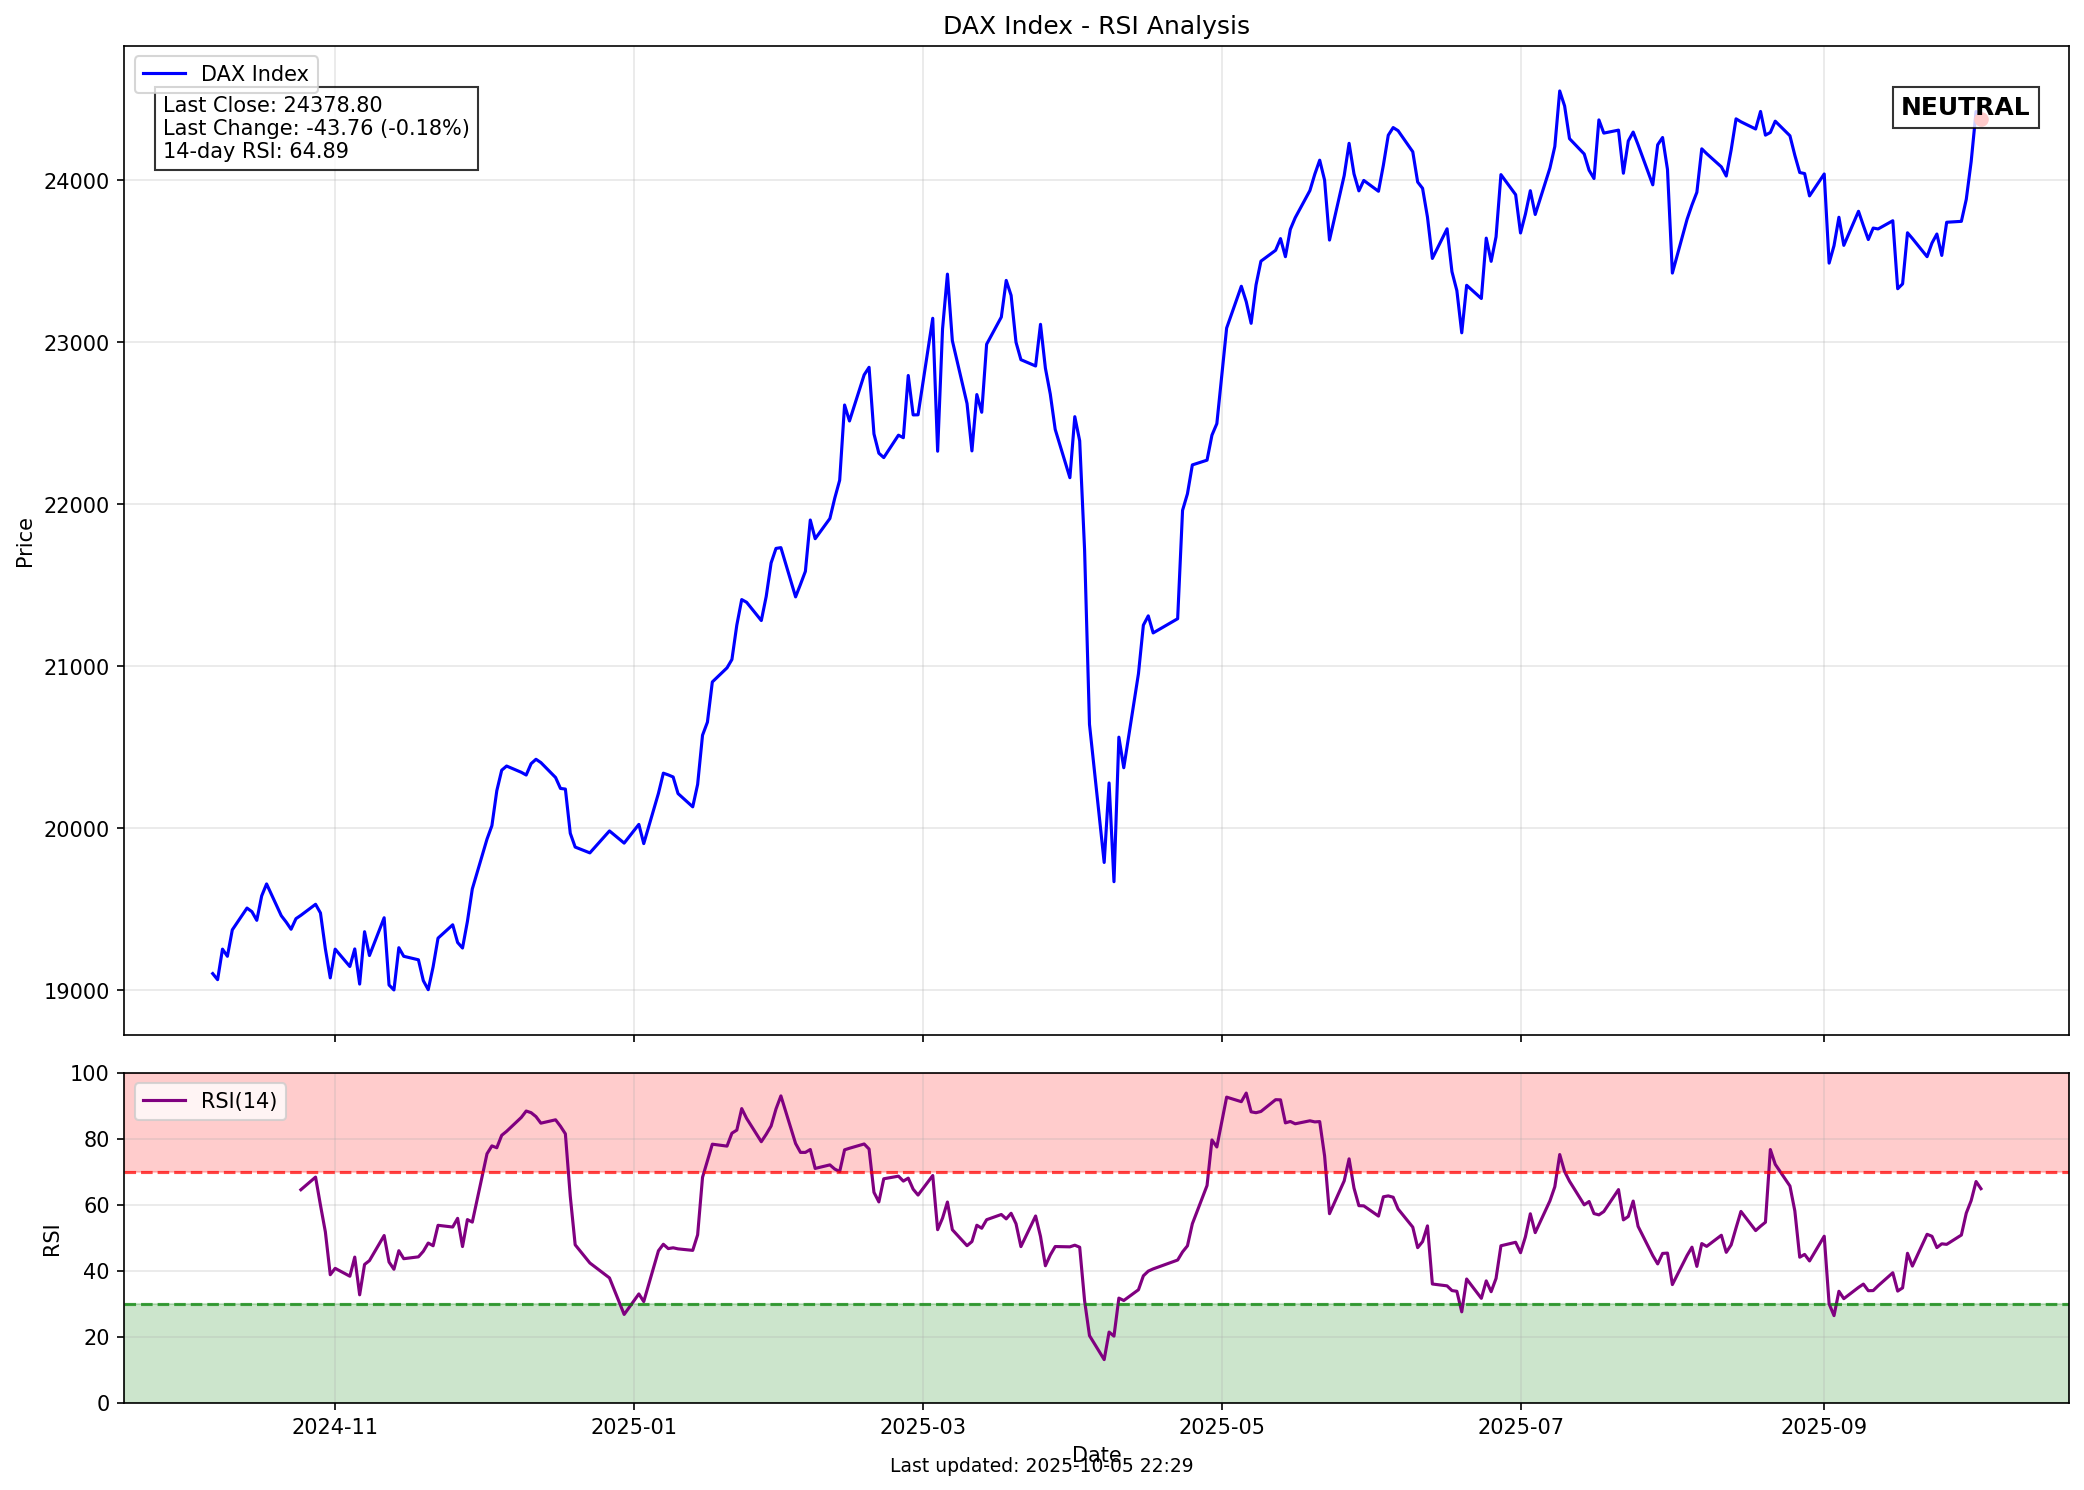 DAX Index - RSI Analysis
DAX Index
Last Close: 24378.80
Last Change: -43.76 (-0.18%)
14-day RSI: 64.89
NEUTRAL
Price
24000
23000
22000
21000
20000
19000
RSI(14)
RSI
100
80
60
40
20
0
2024-11
2025-01
2025-03
2025-05
2025-07
2025-09
Date
Last updated: 2025-10-05 22:29